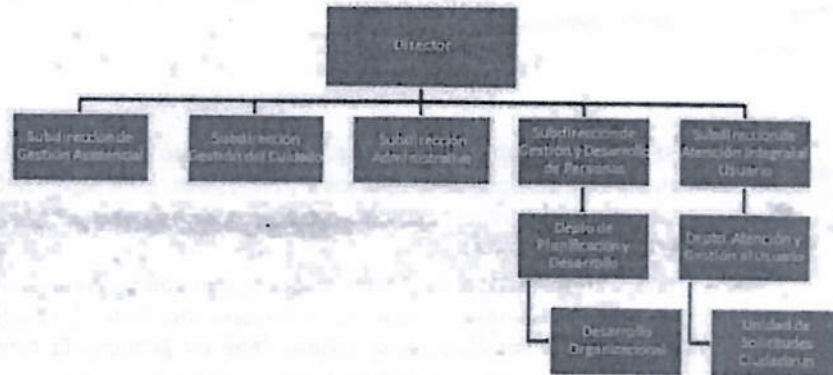 Director
Subdirección de
Gestión Asistencial
Subdirección
Gestión del Cuidado
Subdirección
Administrativa
Subdirección de
Gestión y Desarrollo
de Personas
Subdirección de
Atención Integral al
Usuario
Depto de
Planificación y
Desarrollo
Depto. Atención y
Gestión al Usuario
Desarrollo
Organizacional
Unidad de
Solicitudes
Ciudadanas